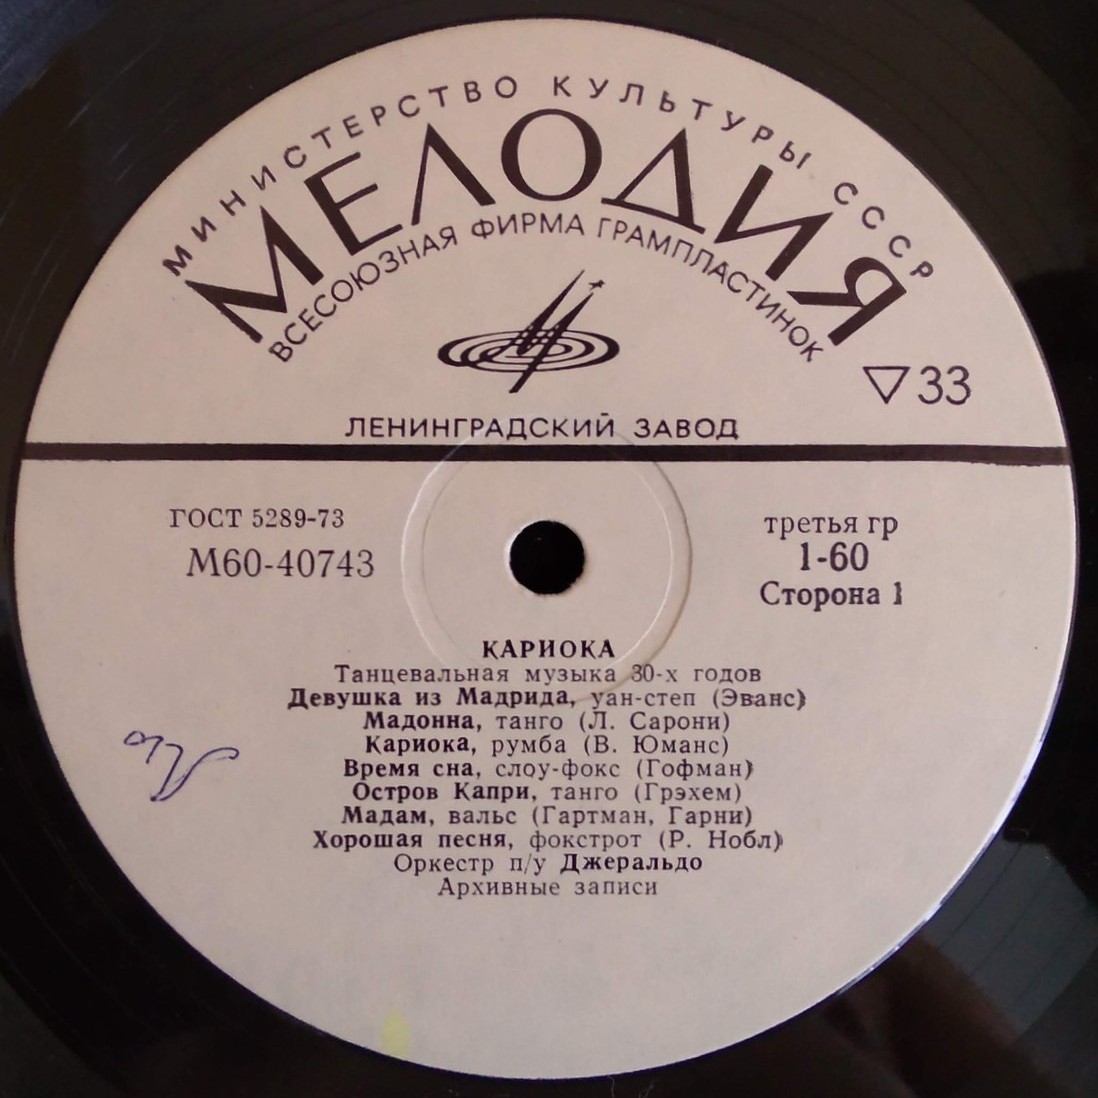 МИНИСТЕРСТВО КУЛЬТУРЫ СССР
МЕЛОДИЯ
ВСЕСОЮЗНАЯ ФИРМА ГРАМПЛАСТИНОК
▽33
ЛЕНИНГРАДСКИЙ ЗАВОД
ГОСТ 5289-73
М60-40743
третья гр
1-60
Сторона 1
КАРИОКА
Танцевальная музыка 30-х годов
Девушка из Мадрида, уан-степ (Эванс)
Мадонна, танго (Л. Сарони)
Кариока, румба (В. Юманс)
Время сна, слоу-фокс (Гофман)
Остров Капри, танго (Грэхем)
Мадам, вальс (Гартман, Гарни)
Хорошая песня, фокстрот (Р. Нобл)
Оркестр п/у Джеральдо
Архивные записи